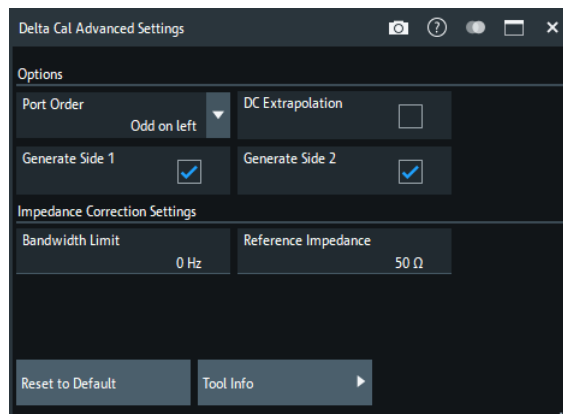 Delta Cal Advanced Settings
Options
Port Order
Odd on left
DC Extrapolation
Generate Side 1
Generate Side 2
Impedance Correction Settings
Bandwidth Limit
0 Hz
Reference Impedance
50 Ω
Reset to Default
Tool Info